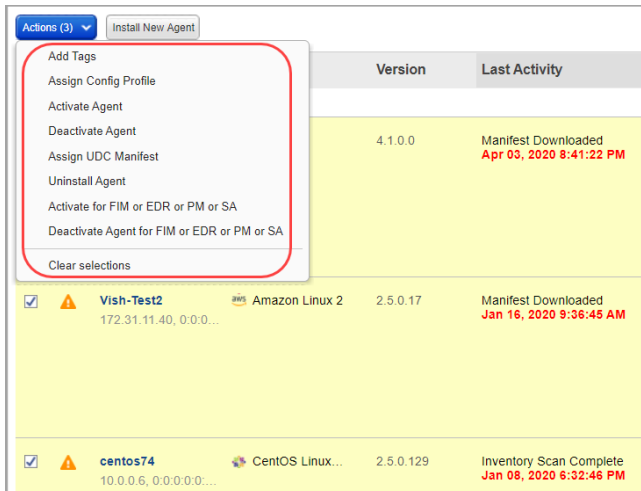 Actions (3) Install New Agent
Add Tags
Assign Config Profile
Activate Agent
Deactivate Agent
Assign UDC Manifest
Uninstall Agent
Activate for FIM or EDR or PM or SA
Deactivate Agent for FIM or EDR or PM or SA
Clear selections
Version Last Activity
4.1.0.0 Manifest Downloaded
Apr 03, 2020 8:41:22 PM
Vish-Test2 aws Amazon Linux 2 2.5.0.17 Manifest Downloaded
172.31.11.40, 0:0:0... Jan 16, 2020 9:36:45 AM
centos74 CentOS Linux... 2.5.0.129 Inventory Scan Complete
10.0.0.6, 0:0:0:0:0:... Jan 08, 2020 6:32:46 PM